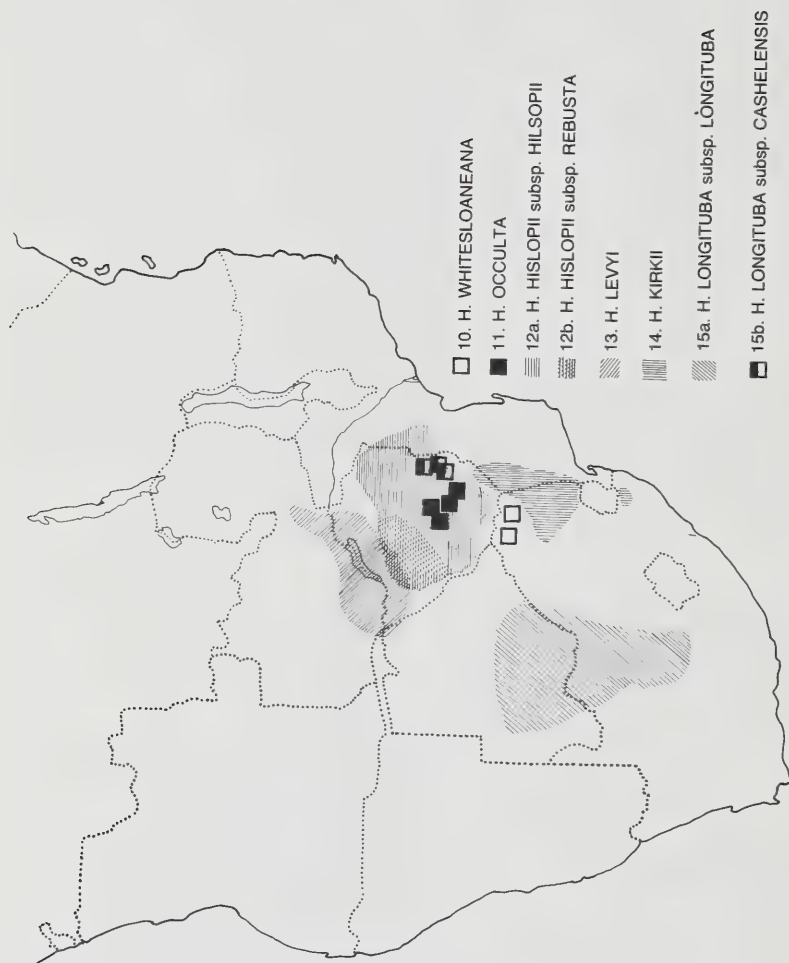 10. H. WHITESLOANEANA
11. H. OCCULTA
12a. H. HISLOPII subsp. HILSOPII
12b. H. HISLOPII subsp. REBUSTA
13. H. LEVYI
14. H. KIRKII
15a. H. LONGITUBA subsp. LONGITUBA
15b. H. LONGITUBA subsp. CASHELENSIS